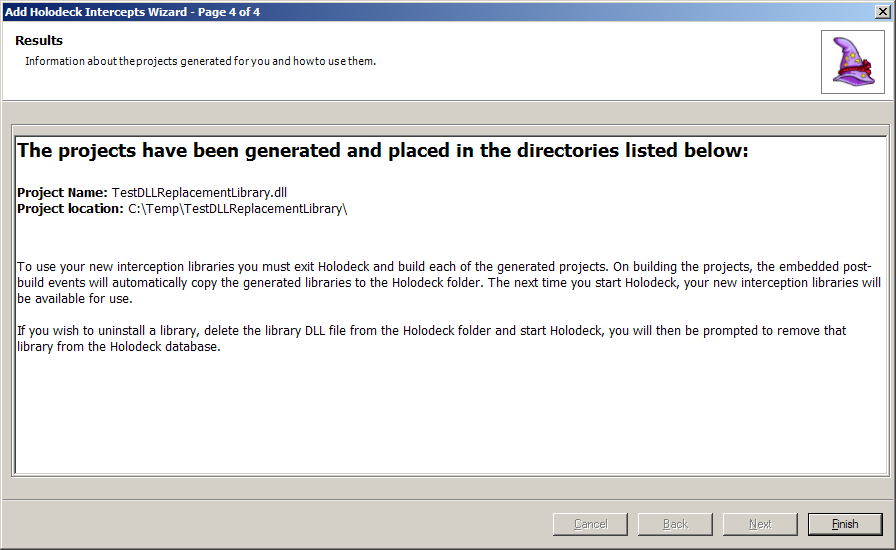 Add Holodeck Intercepts Wizard - Page 4 of 4
Results
Information about the projects generated for you and how to use them.
The projects have been generated and placed in the directories listed below:
Project Name: TestDLLReplacementLibrary.dll
Project location: C:\Temp\TestDLLReplacementLibrary\
To use your new interception libraries you must exit Holodeck and build each of the generated projects. On building the projects, the embedded post-
build events will automatically copy the generated libraries to the Holodeck folder. The next time you start Holodeck, your new interception libraries will
be available for use.
If you wish to uninstall a library, delete the library DLL file from the Holodeck folder and start Holodeck, you will then be prompted to remove that
library from the Holodeck database.
Cancel Back Next Finish